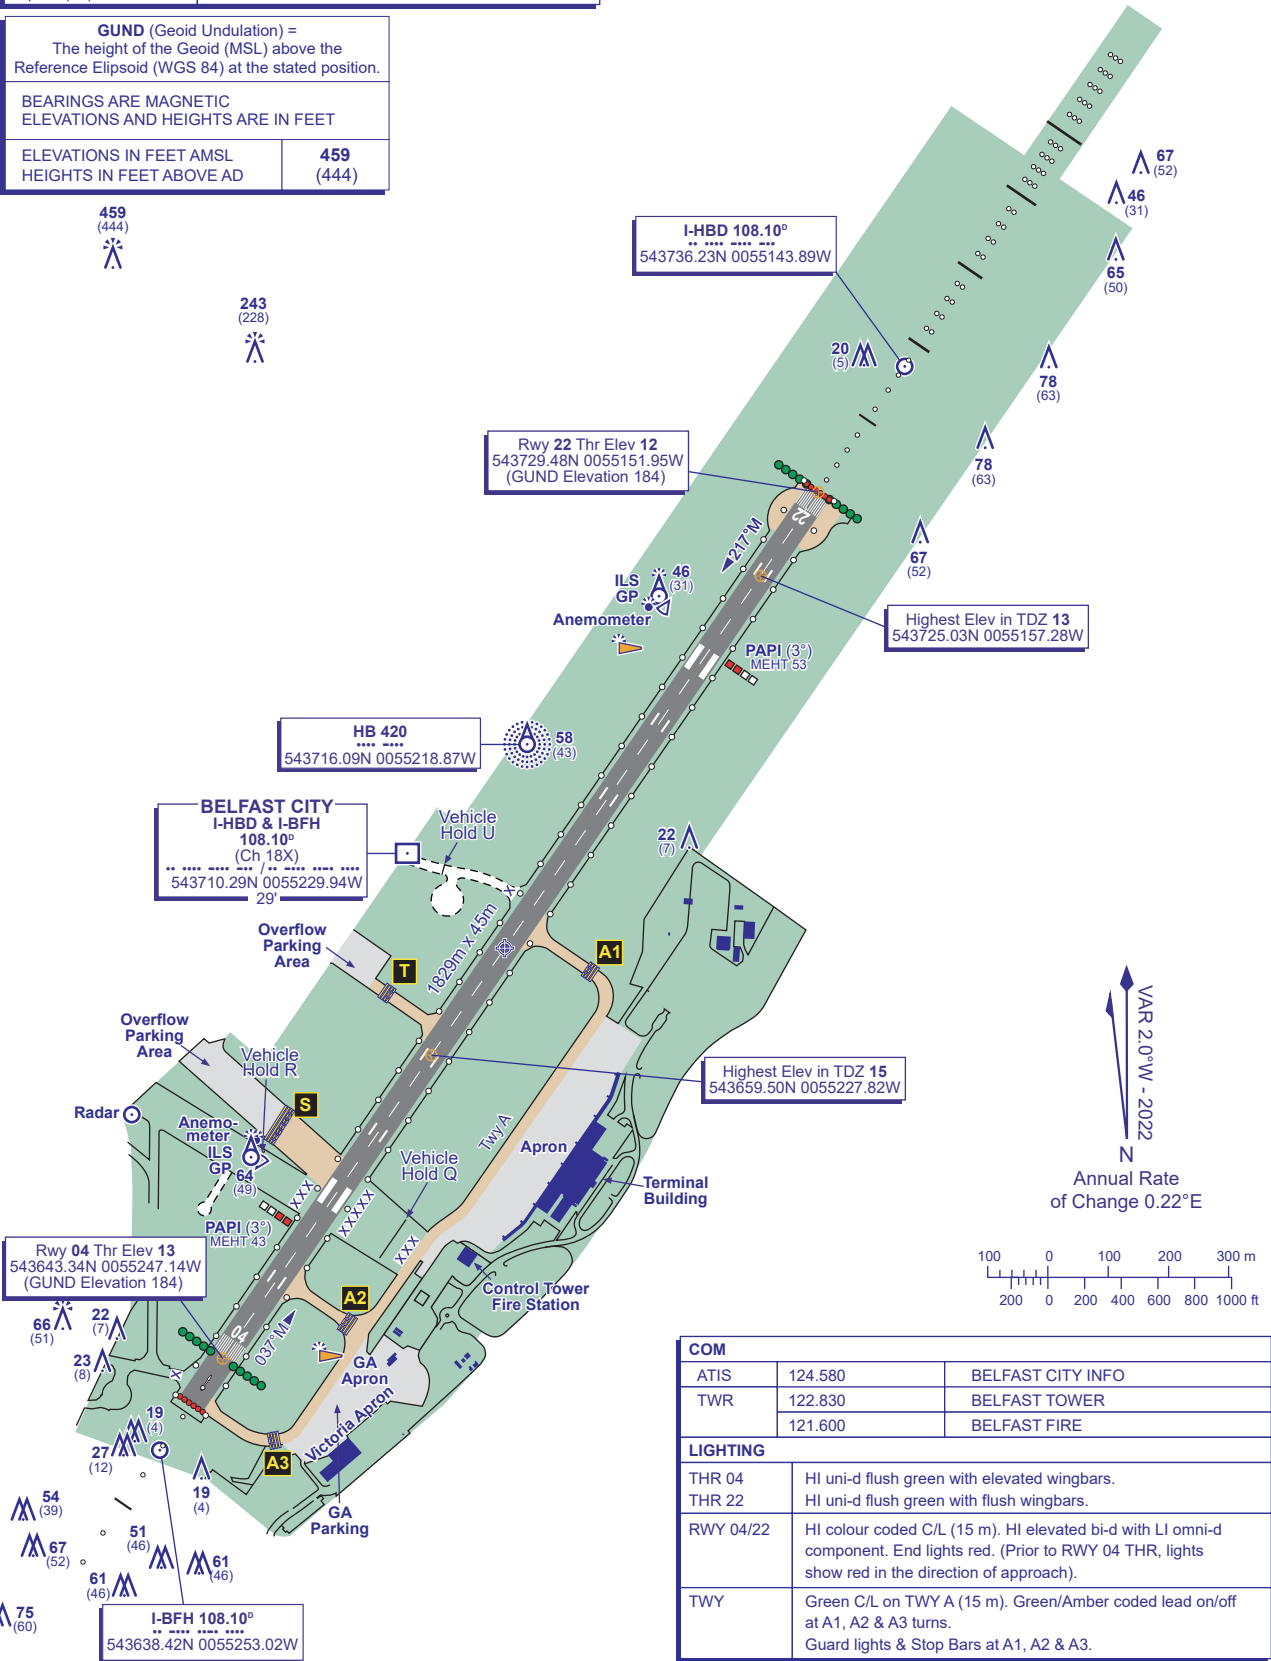 GUND (Geoid Undulation) =
The height of the Geoid (MSL) above the
Reference Elipsoid (WGS 84) at the stated position.
BEARINGS ARE MAGNETIC
ELEVATIONS AND HEIGHTS ARE IN FEET
ELEVATIONS IN FEET AMSL 459
HEIGHTS IN FEET ABOVE AD (444)
459
(444)
243
(228)
67
(52)
46
(31)
65
(50)
I-HBD 108.10ᴰ
543736.23N 0055143.89W
20
(5)
78
(63)
78
(63)
Rwy 22 Thr Elev 12
543729.48N 0055151.95W
(GUND Elevation 184)
22
217°M
67
(52)
ILS
GP
46
(31)
Anemometer
Highest Elev in TDZ 13
543725.03N 0055157.28W
PAPI (3°)
MEHT 53
HB 420
543716.09N 0055218.87W
58
(43)
BELFAST CITY
I-HBD & I-BFH
108.10ᴰ
(Ch 18X)
543710.29N 0055229.94W
29'
Vehicle
Hold U
22
(7)
X
1829m x 45m
Overflow
Parking
Area
T
A1
Overflow
Parking
Area
Vehicle
Hold R
Highest Elev in TDZ 15
543659.50N 0055227.82W
VAR 2.0°W - 2022
N
Annual Rate
of Change 0.22°E
Radar
S
Anemo-
meter
ILS
GP
64
(49)
Twy A
Apron
Vehicle
Hold Q
Terminal
Building
XXX
XXXXX
XXX
PAPI (3°)
MEHT 43
Rwy 04 Thr Elev 13
543643.34N 0055247.14W
(GUND Elevation 184)
Control Tower
Fire Station
100 0 100 200 300 m
200 0 200 400 600 800 1000 ft
66
(51)
22
(7)
23
(8)
04
037°M
A2
X
GA
Apron
Victoria Apron
19
(4)
27
(12)
A3
19
(4)
GA
Parking
54
(39)
67
(52)
51
(46)
61
(46)
61
(46)
75
(60)
I-BFH 108.10ᴰ
543638.42N 0055253.02W
COM
ATIS 124.580 BELFAST CITY INFO
TWR 122.830 BELFAST TOWER
121.600 BELFAST FIRE
LIGHTING
THR 04 HI uni-d flush green with elevated wingbars.
THR 22 HI uni-d flush green with flush wingbars.
RWY 04/22 HI colour coded C/L (15 m). HI elevated bi-d with LI omni-d
component. End lights red. (Prior to RWY 04 THR, lights
show red in the direction of approach).
TWY Green C/L on TWY A (15 m). Green/Amber coded lead on/off
at A1, A2 & A3 turns.
Guard lights & Stop Bars at A1, A2 & A3.